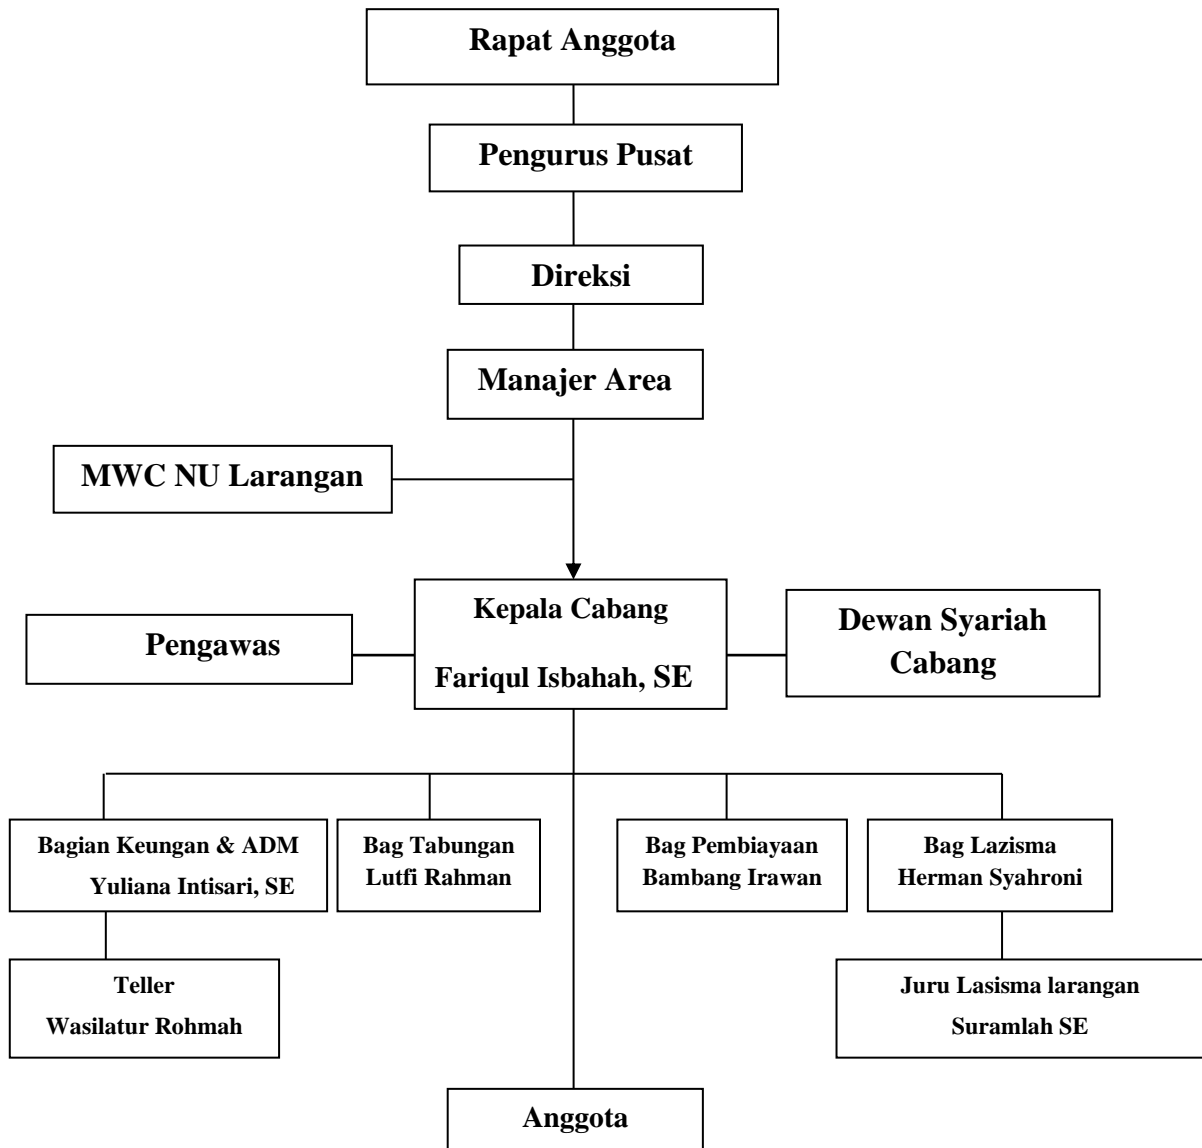 Rapat Anggota
Pengurus Pusat
Direksi
Manajer Area
MWC NU Larangan
Kepala Cabang
Fariqul Isbahah, SE
Pengawas
Dewan Syariah
Cabang
Bagian Keungan & ADM
Yuliana Intisari, SE
Bag Tabungan
Lutfi Rahman
Bag Pembiayaan
Bambang Irawan
Bag Lazisma
Herman Syahroni
Teller
Wasilatur Rohmah
Juru Lasisma larangan
Suramlah SE
Anggota